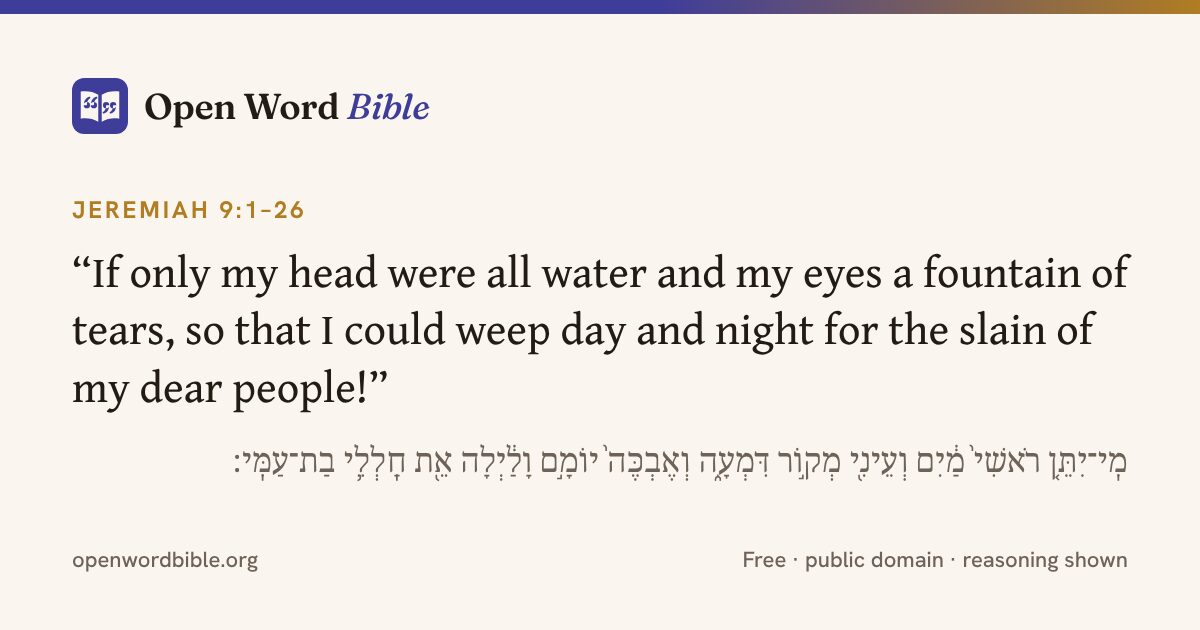 Open Word Bible
JEREMIAH 9:1–26
“If only my head were all water and my eyes a fountain of
tears, so that I could weep day and night for the slain of
my dear people!”
מִֽי־יִתֵּ֤ן רֹאשִׁי֙ מַ֔יִם וְעֵינִ֖י מְק֣וֹר דִּמְעָ֑ה וְאֶבְכֶּה֙ יוֹמָ֣ם וָלַ֔יְלָה אֵ֖ת חַֽלְלֵ֥י בַת־עַמִּֽי׃
openwordbible.org
Free · public domain · reasoning shown